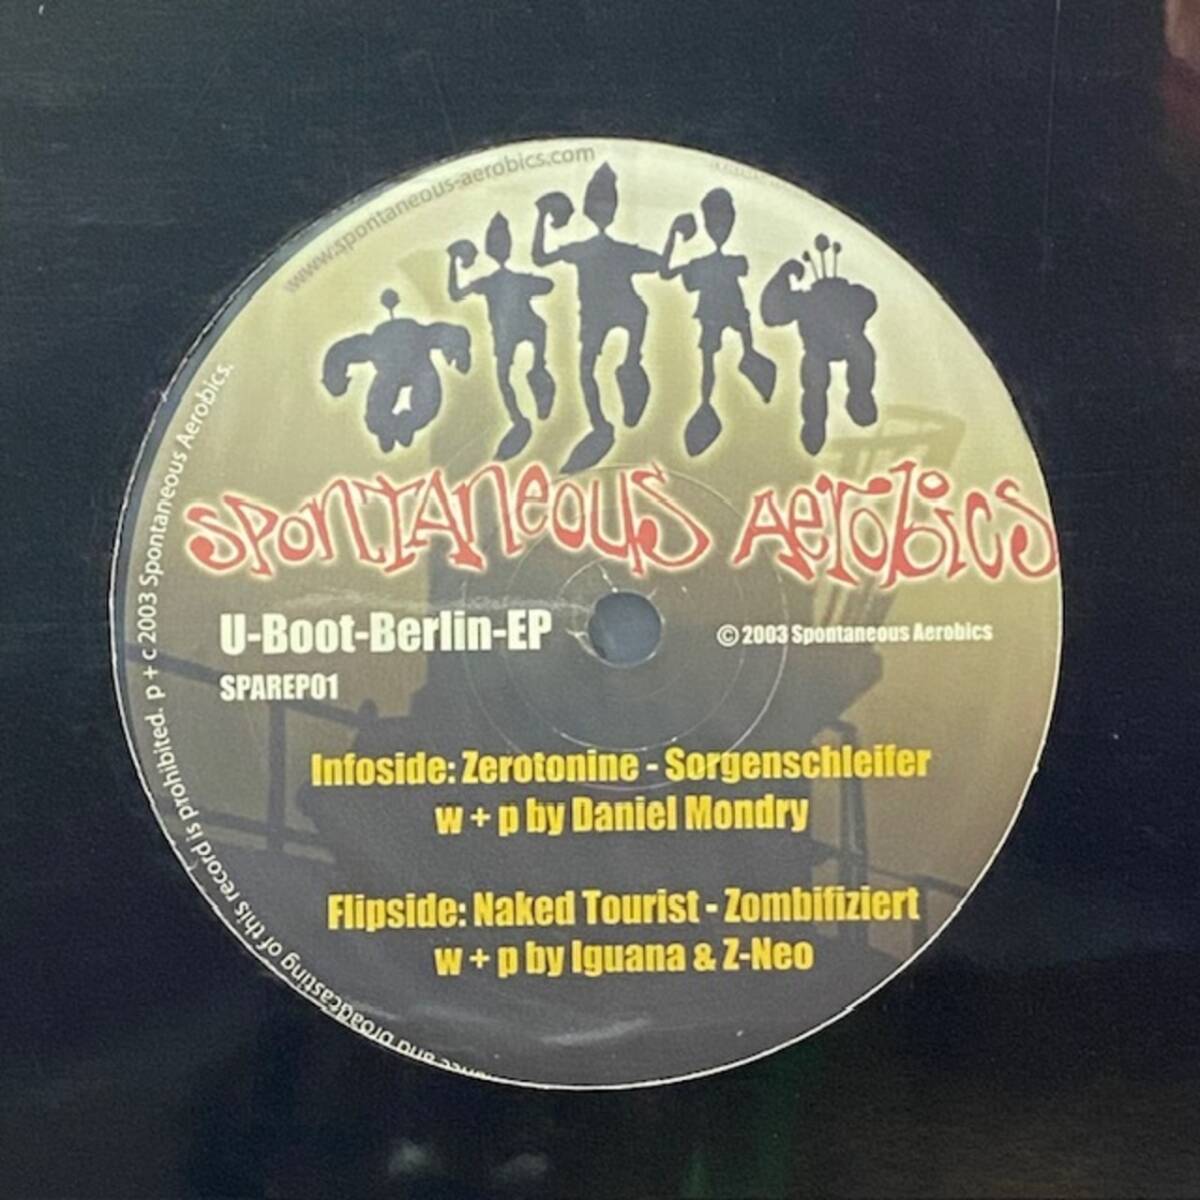 www.spontaneous-aerobics.com
Spontaneous Aerobics
U-Boot-Berlin-EP
© 2003 Spontaneous Aerobics
SPAREP01
Infoside: Zerotonine - Sorgenschleifer
w + p by Daniel Mondry
Flipside: Naked Tourist - Zombifiziert
w + p by Iguana & Z-Neo
and broadcasting of this record is prohibited. p + c 2003 Spontaneous Aerobics.